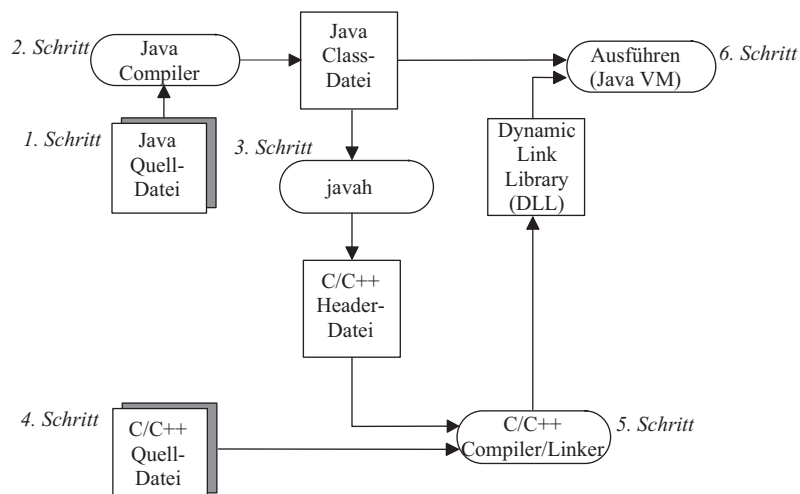 2. Schritt
Java
Compiler
Java
Class-
Datei
Ausführen
(Java VM)
6. Schritt
1. Schritt
Java
Quell-
Datei
3. Schritt
javah
Dynamic
Link
Library
(DLL)
C/C++
Header-
Datei
4. Schritt
C/C++
Quell-
Datei
C/C++
Compiler/Linker
5. Schritt